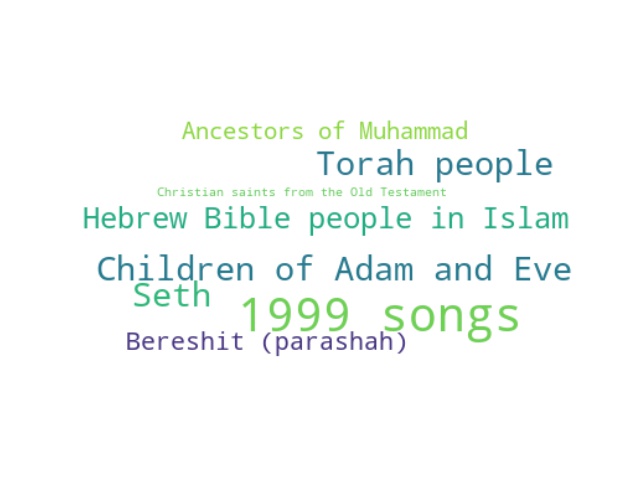 Ancestors of Muhammad
Torah people
Christian saints from the Old Testament
Hebrew Bible people in Islam
Children of Adam and Eve
Seth
1999 songs
Bereshit (parashah)